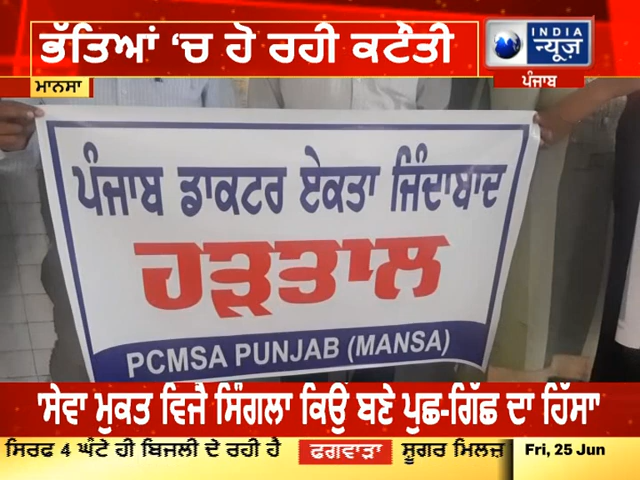 ਭੱਤਿਆਂ ‘ਚ ਹੋ ਰਹੀ ਕਟੌਤੀ
INDIA
ਨਿਊਜ਼
ਪੰਜਾਬ
ਮਾਨਸਾ
ਪੰਜਾਬ ਡਾਕਟਰ ਏਕਤਾ ਜਿੰਦਾਬਾਦ
ਹੜਤਾਲ
PCMSA PUNJAB (MANSA)
'ਸੇਵਾ ਮੁਕਤ ਵਿਜੈ ਸਿੰਗਲਾ ਕਿਉ ਬਣੇ ਪੁਛ-ਗਿੱਛ ਦਾ ਹਿੱਸਾ'
ਸਿਰਫ 4 ਘੰਟੇ ਹੀ ਬਿਜਲੀ ਦੇ ਰਹੀ ਹੈ ਫਗਵਾੜਾ ਸ਼ੂਗਰ ਮਿਲਜ਼ Fri, 25 Jun